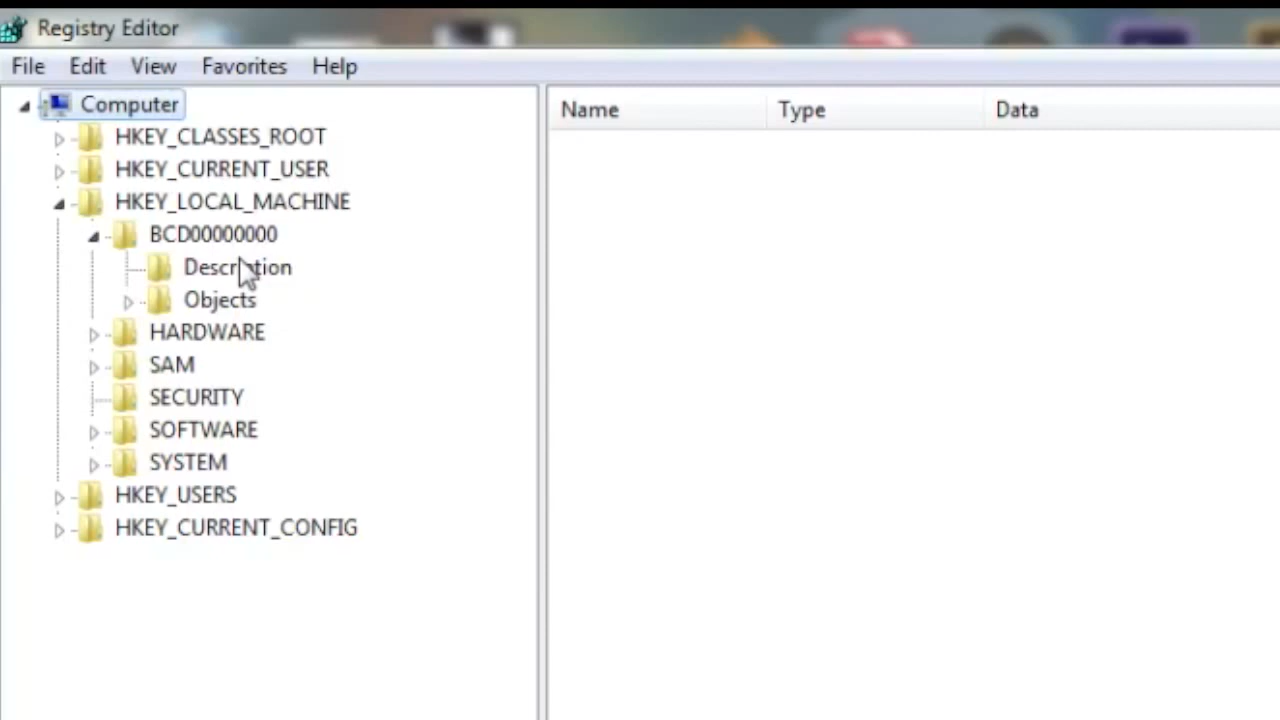 Registry Editor
File Edit View Favorites Help
Computer
Name Type Data
HKEY_CLASSES_ROOT
HKEY_CURRENT_USER
HKEY_LOCAL_MACHINE
BCD00000000
Description
Objects
HARDWARE
SAM
SECURITY
SOFTWARE
SYSTEM
HKEY_USERS
HKEY_CURRENT_CONFIG